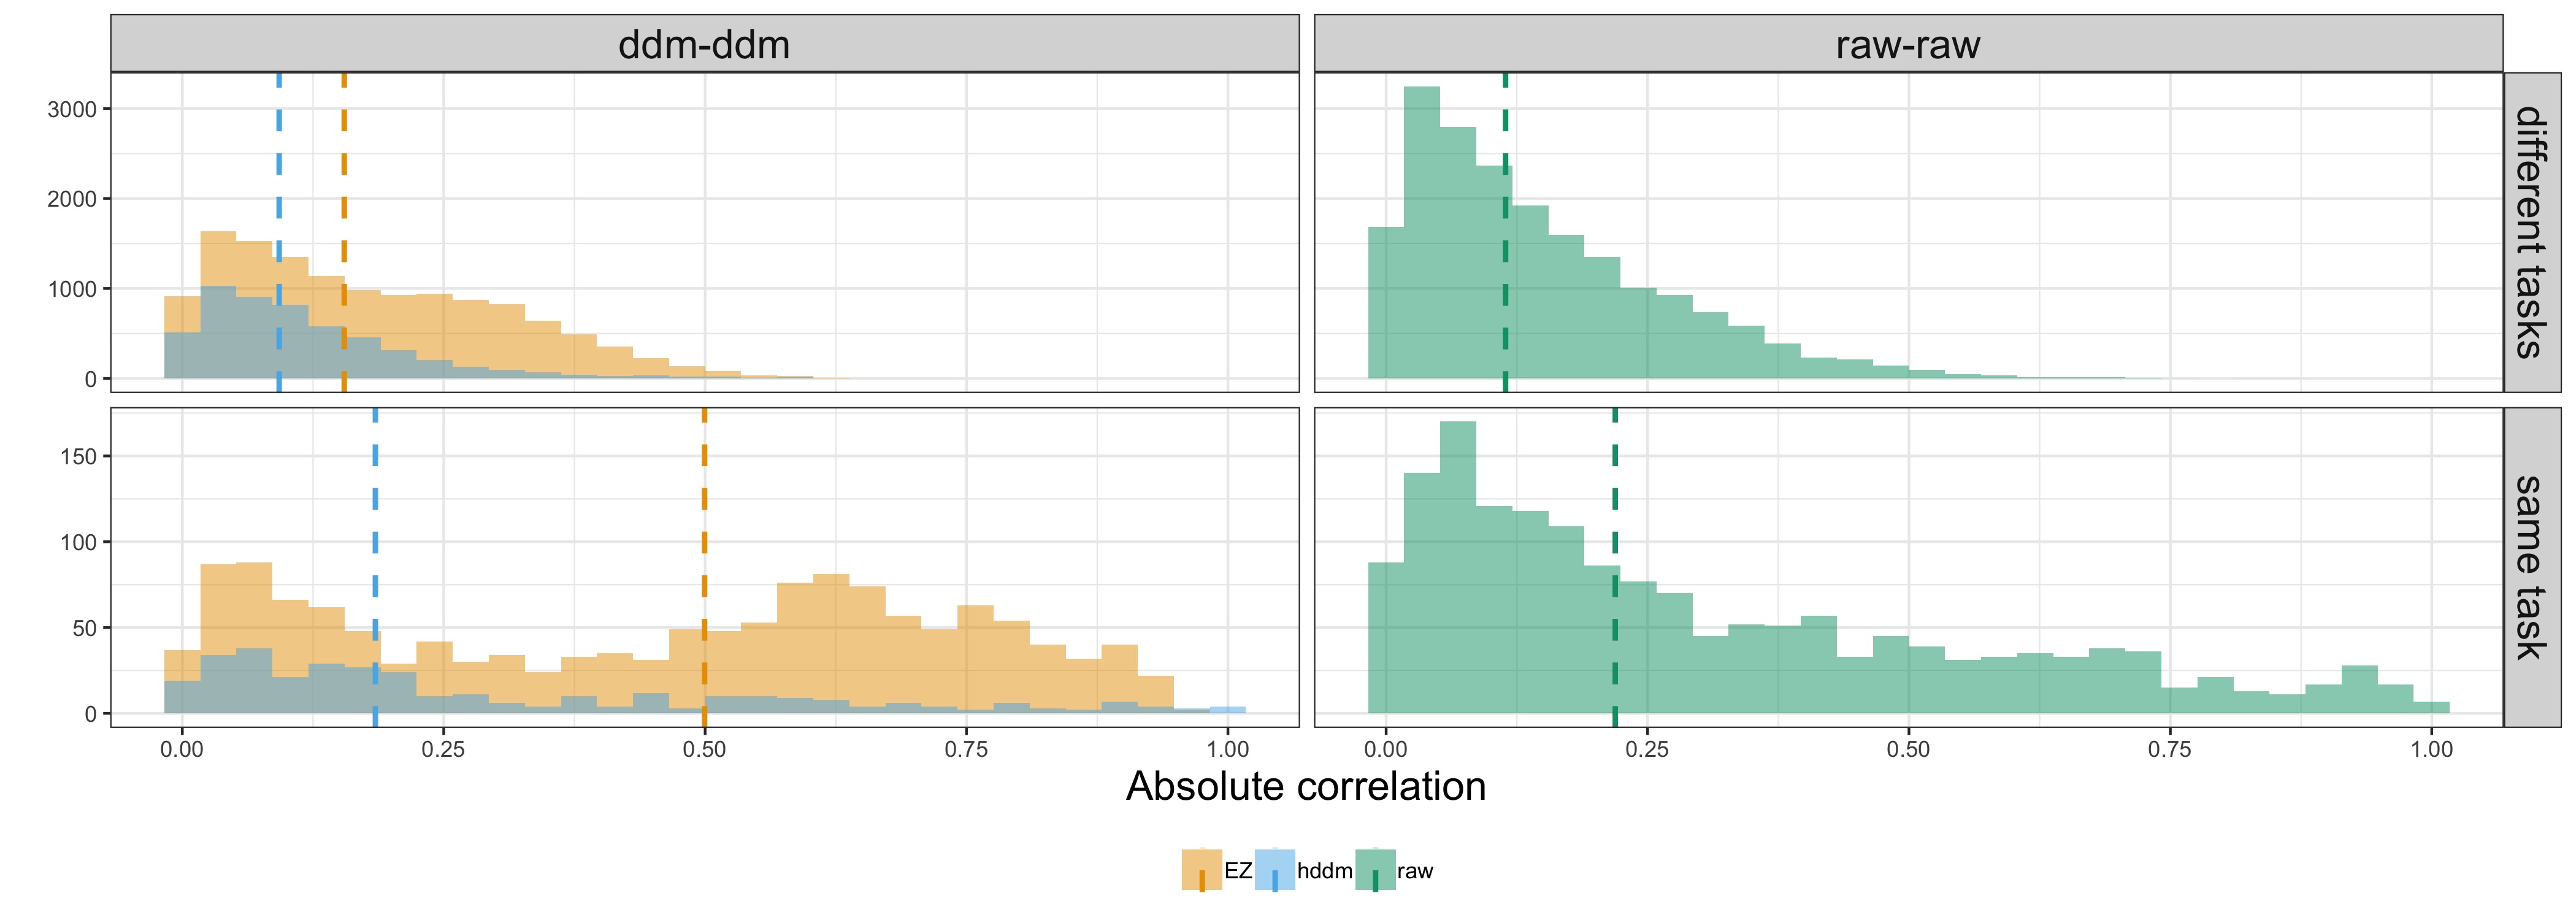 ddm-ddm
raw-raw
3000
2000
1000
0
different tasks
150
100
50
0
same task
0.00 0.25 0.50 0.75 1.00
0.00 0.25 0.50 0.75 1.00
Absolute correlation
EZ hddm raw